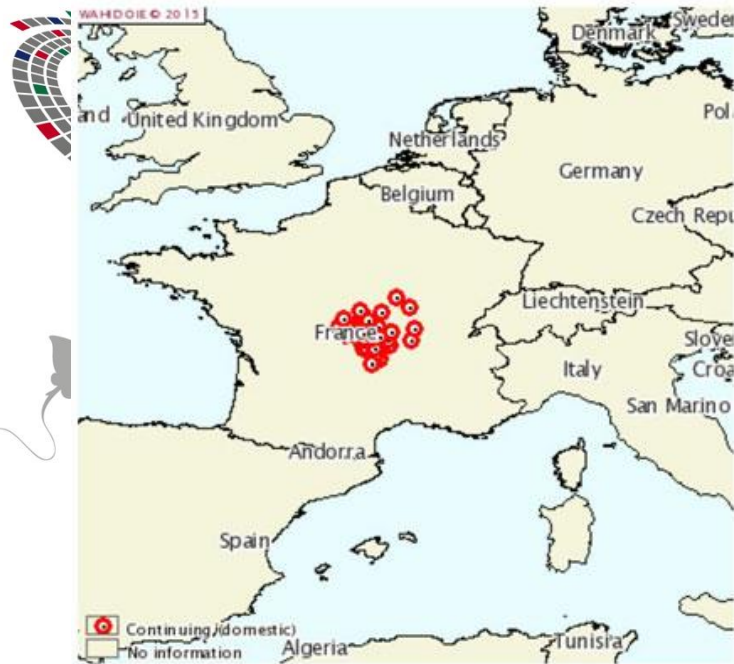 WAHID OIE © 2015
Sweden
Denmark
and
United Kingdom
Pol
Netherlands
Germany
Belgium
Czech Repu
Liechtenstein
France
Slove
Italy
Croa
San Marino
Andorra
Spain
Continuing (domestic)
No information
Algeria
Tunisia